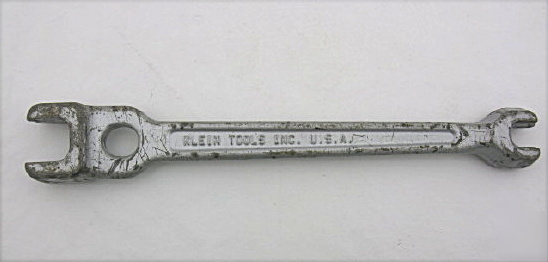 KLEIN TOOLS INC. U.S.A.